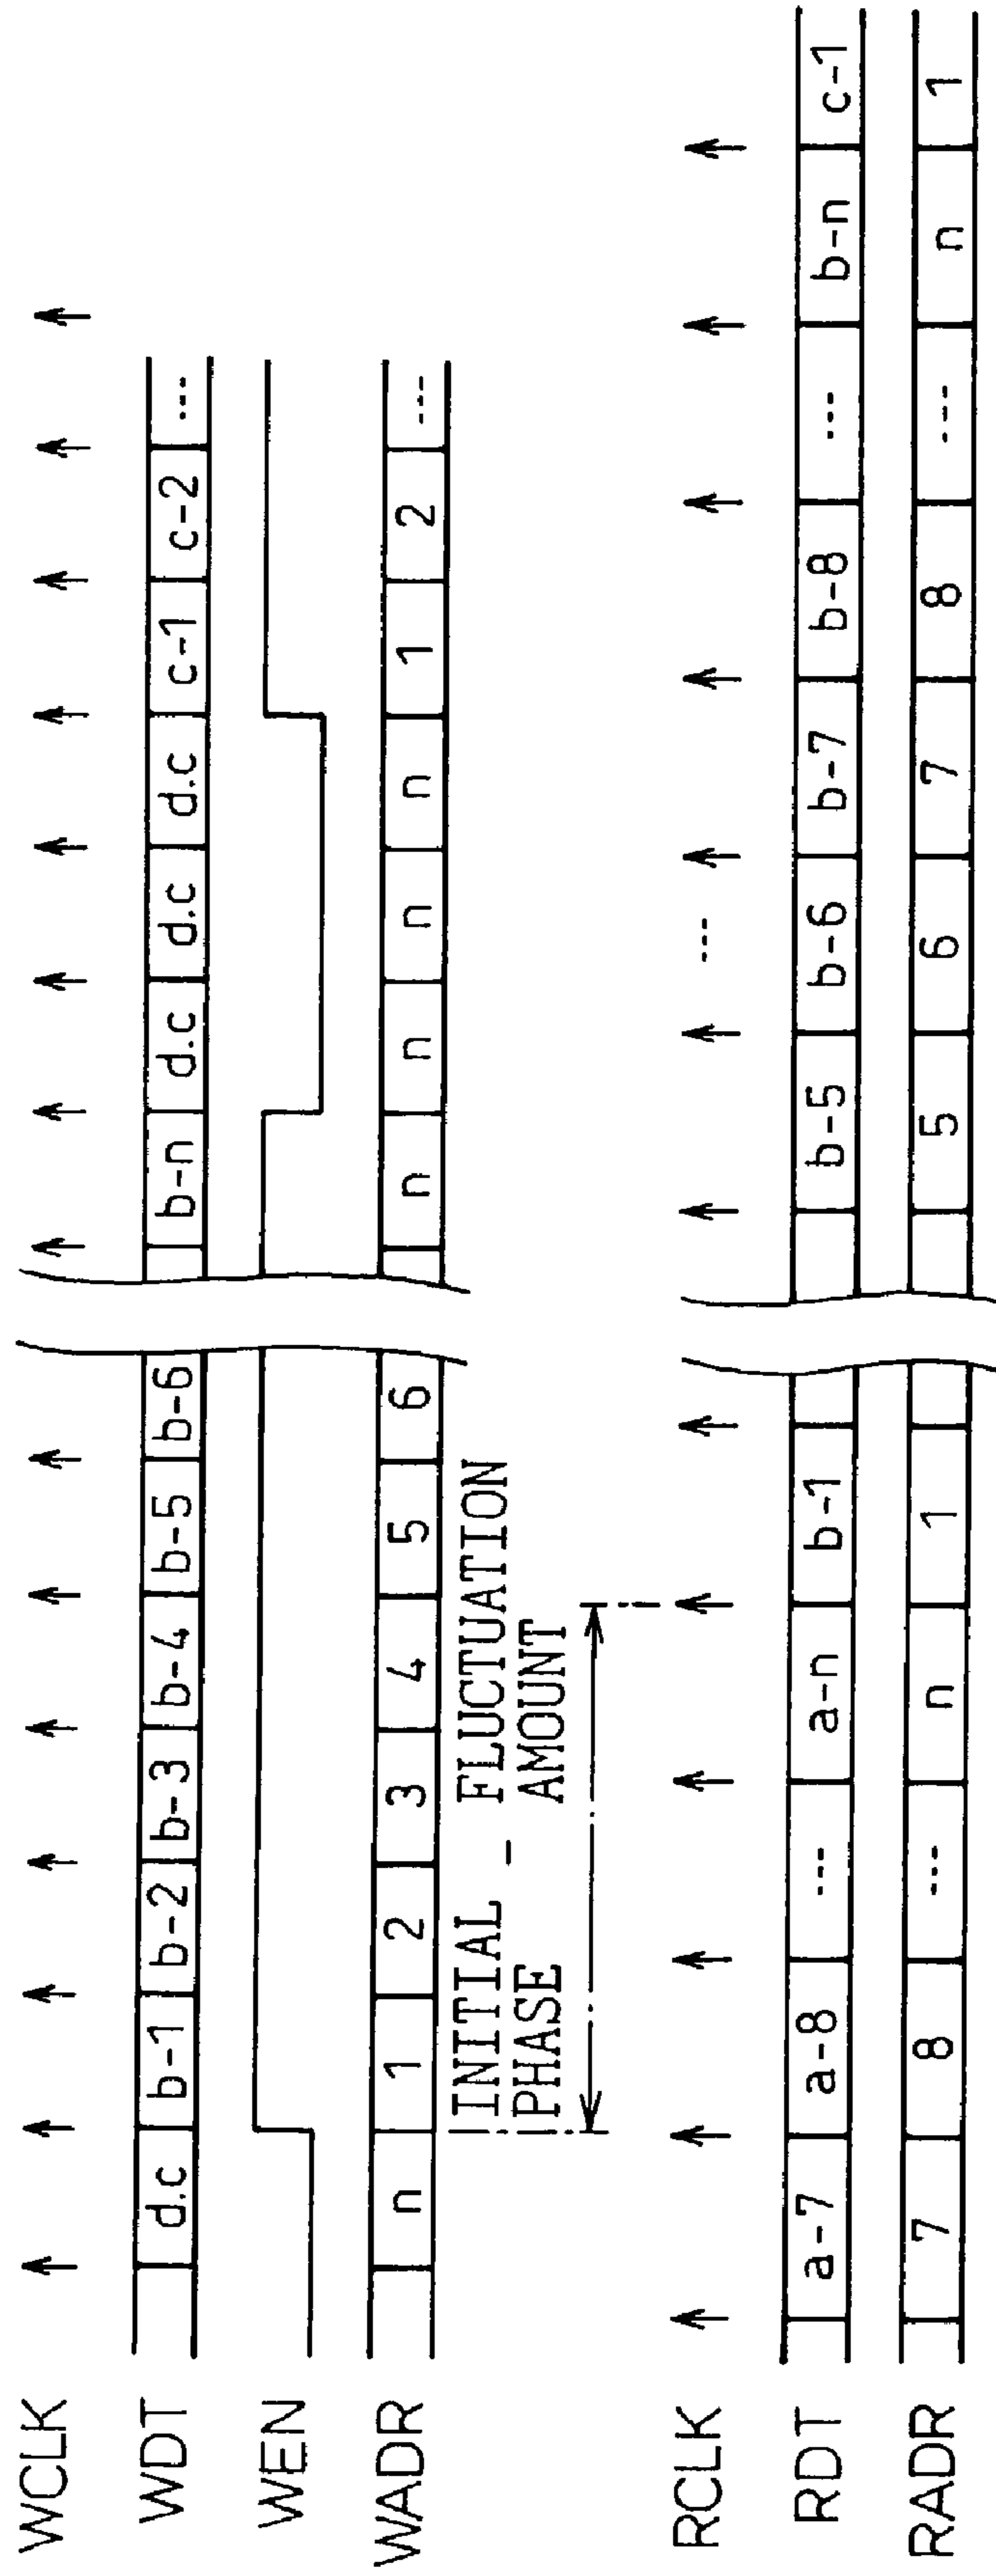 WCLK
WDT d.c b-1 b-2 b-3 b-4 b-5 b-6 b-n d.c d.c d.c c-1 c-2 ---
WEN
WADR n 1 2 3 4 5 6 n n n n 1 2 ---
INITIAL - FLUCTUATION
PHASE AMOUNT
RCLK ---
RDT a-7 a-8 --- a-n b-1 b-5 b-6 b-7 b-8 --- b-n c-1
RADR 7 8 --- n 1 5 6 7 8 --- n 1